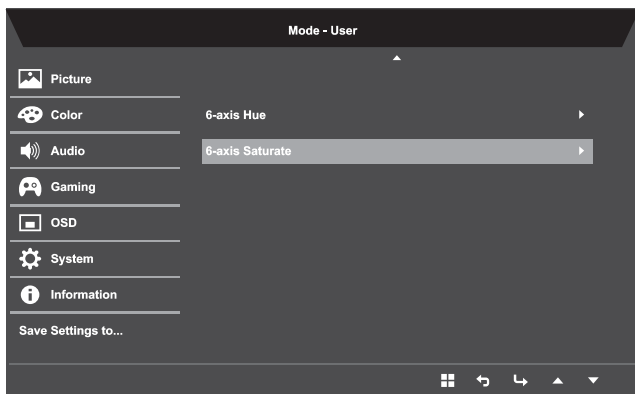 Mode - User
Picture
Color
6-axis Hue
Audio
6-axis Saturate
Gaming
OSD
System
Information
Save Settings to...